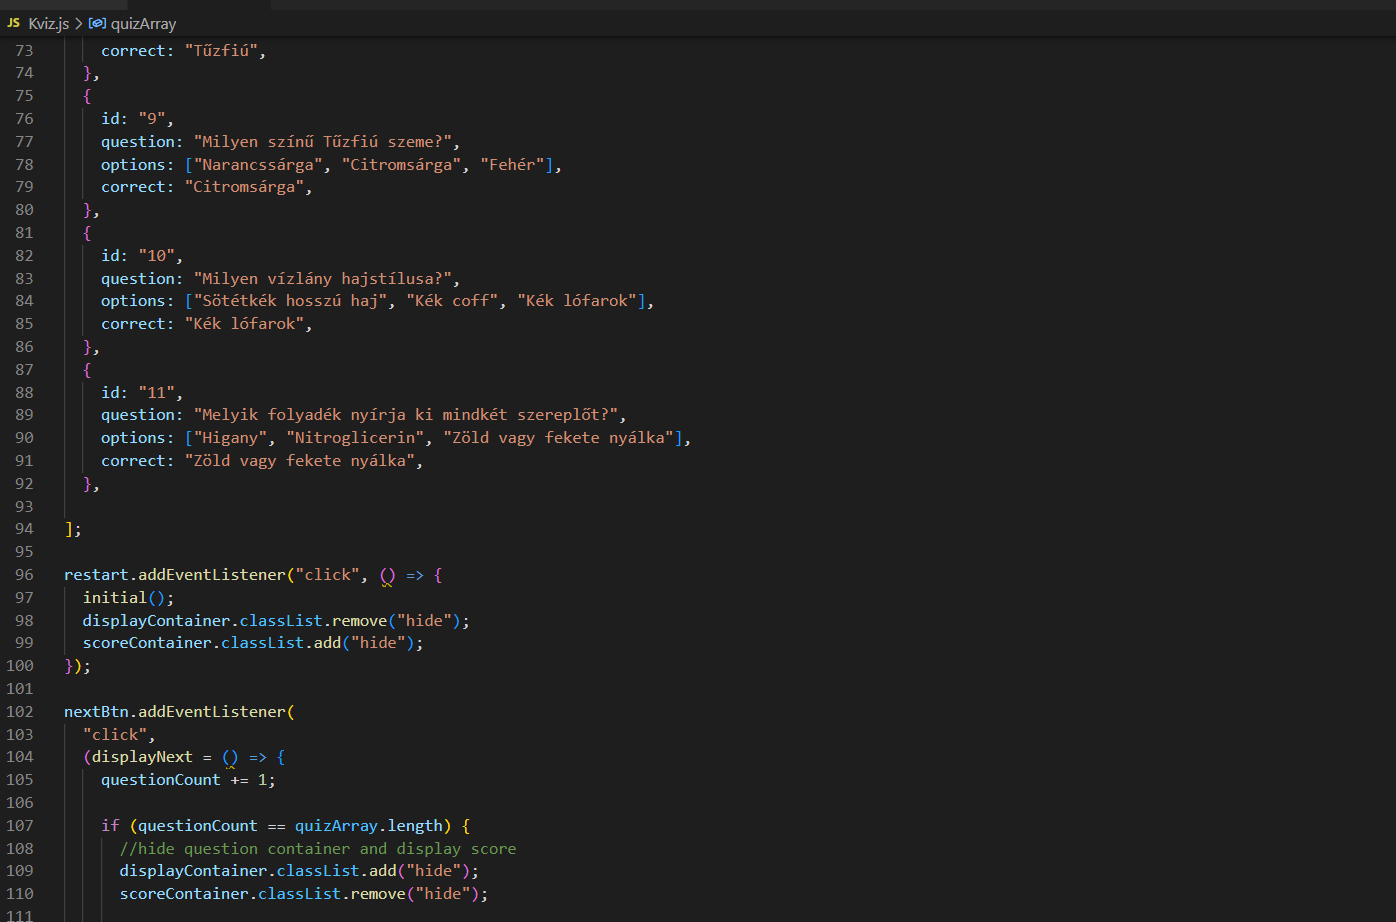 JS Kviz.js > quizArray
73 correct: "Tűzfiú",
74 },
75 {
76 id: "9",
77 question: "Milyen színű Tűzfiú szeme?",
78 options: ["Narancssárga", "Citromsárga", "Fehér"],
79 correct: "Citromsárga",
80 },
81 {
82 id: "10",
83 question: "Milyen vízlány hajstílusa?",
84 options: ["Sötétkék hosszú haj", "Kék coff", "Kék lófarok"],
85 correct: "Kék lófarok",
86 },
87 {
88 id: "11",
89 question: "Melyik folyadék nyírja ki mindkét szereplőt?",
90 options: ["Higany", "Nitroglicerin", "Zöld vagy fekete nyálka"],
91 correct: "Zöld vagy fekete nyálka",
92 },
93
94 ];
95
96 restart.addEventListener("click", () => {
97 initial();
98 displayContainer.classList.remove("hide");
99 scoreContainer.classList.add("hide");
100 });
101
102 nextBtn.addEventListener(
103 "click",
104 (displayNext = () => {
105 questionCount += 1;
106
107 if (questionCount == quizArray.length) {
108 //hide question container and display score
109 displayContainer.classList.add("hide");
110 scoreContainer.classList.remove("hide");
111